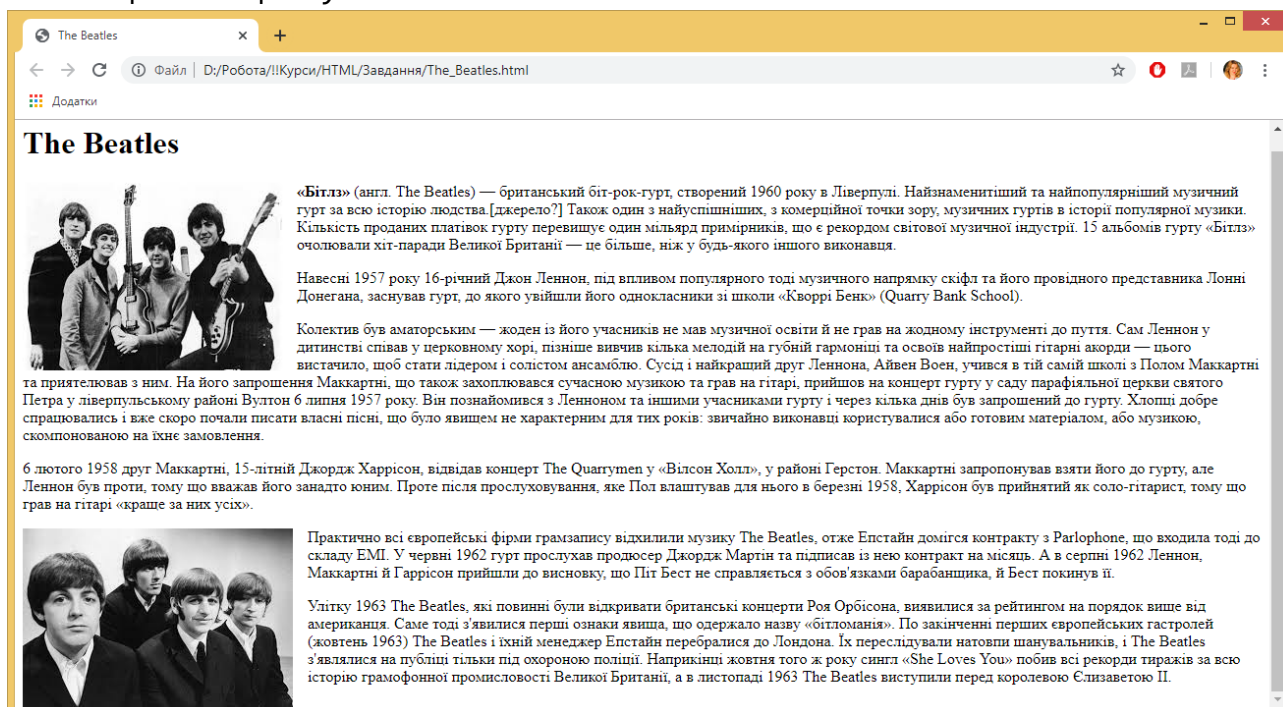 The Beatles
Файл | D:/Робота/!!Курси/HTML/Завдання/The_Beatles.html
Додатки
The Beatles
«Бітлз» (англ. The Beatles) — британський біт-рок-гурт, створений 1960 року в Ліверпулі. Найзнаменитіший та найпопулярніший музичний
гурт за всю історію людства.[джерело?] Також один з найуспішніших, з комерційної точки зору, музичних гуртів в історії популярної музики.
Кількість проданих платівок гурту перевищує один мільярд примірників, що є рекордом світової музичної індустрії. 15 альбомів гурту «Бітлз»
очолювали хіт-паради Великої Британії — це більше, ніж у будь-якого іншого виконавця.
Навесні 1957 року 16-річний Джон Леннон, під впливом популярного тоді музичного напрямку скіфл та його провідного представника Лонні
Донегана, заснував гурт, до якого увійшли його однокласники зі школи «Кворрі Бенк» (Quarry Bank School).
Колектив був аматорським — жоден із його учасників не мав музичної освіти й не грав на жодному інструменті до пуття. Сам Леннон у
дитинстві співав у церковному хорі, пізніше вивчив кілька мелодій на губній гармоніці та освоїв найпростіші гітарні акорди — цього
вистачило, щоб стати лідером і солістом ансамблю. Сусід і найкращий друг Леннона, Айвен Воен, учився в тій самій школі з Полом Маккартні
та приятелював з ним. На його запрошення Маккартні, що також захоплювався сучасною музикою та грав на гітарі, прийшов на концерт гурту у саду парафіяльної церкви святого
Петра у ліверпульському районі Вултон 6 липня 1957 року. Він познайомився з Ленноном та іншими учасниками гурту і через кілька днів був запрошений до гурту. Хлопці добре
спрацювались і вже скоро почали писати власні пісні, що було явищем не характерним для тих років: звичайно виконавці користувалися або готовим матеріалом, або музикою,
скомпонованою на їхнє замовлення.
6 лютого 1958 друг Маккартні, 15-літній Джордж Харрісон, відвідав концерт The Quarrymen у «Вілсон Холл», у районі Герстон. Маккартні запропонував взяти його до гурту, але
Леннон був проти, тому що вважав його занадто юним. Проте після прослуховування, яке Пол влаштував для нього в березні 1958, Харрісон був прийнятий як соло-гітарист, тому що
грав на гітарі «краще за них усіх».
Практично всі європейські фірми грамзапису відхилили музику The Beatles, отже Епстайн домігся контракту з Parlophone, що входила тоді до
складу EMI. У червні 1962 гурт прослухав продюсер Джордж Мартін та підписав із нею контракт на місяць. А в серпні 1962 Леннон,
Маккартні й Гаррісон прийшли до висновку, що Піт Бест не справляється з обов'язками барабанщика, й Бест покинув її.
Улітку 1963 The Beatles, які повинні були відкривати британські концерти Роя Орбісона, виявилися за рейтингом на порядок вище від
американця. Саме тоді з'явилися перші ознаки явища, що одержало назву «бітломанія». По закінченні перших європейських гастролей
(жовтень 1963) The Beatles і їхній менеджер Епстайн перебралися до Лондона. Їх переслідували натовпи шанувальників, і The Beatles
з'являлися на публіці тільки під охороною поліції. Наприкінці жовтня того ж року сингл «She Loves You» побив всі рекорди тиражів за всю
історію грамофонної промисловості Великої Британії, а в листопаді 1963 The Beatles виступили перед королевою Єлизаветою II.